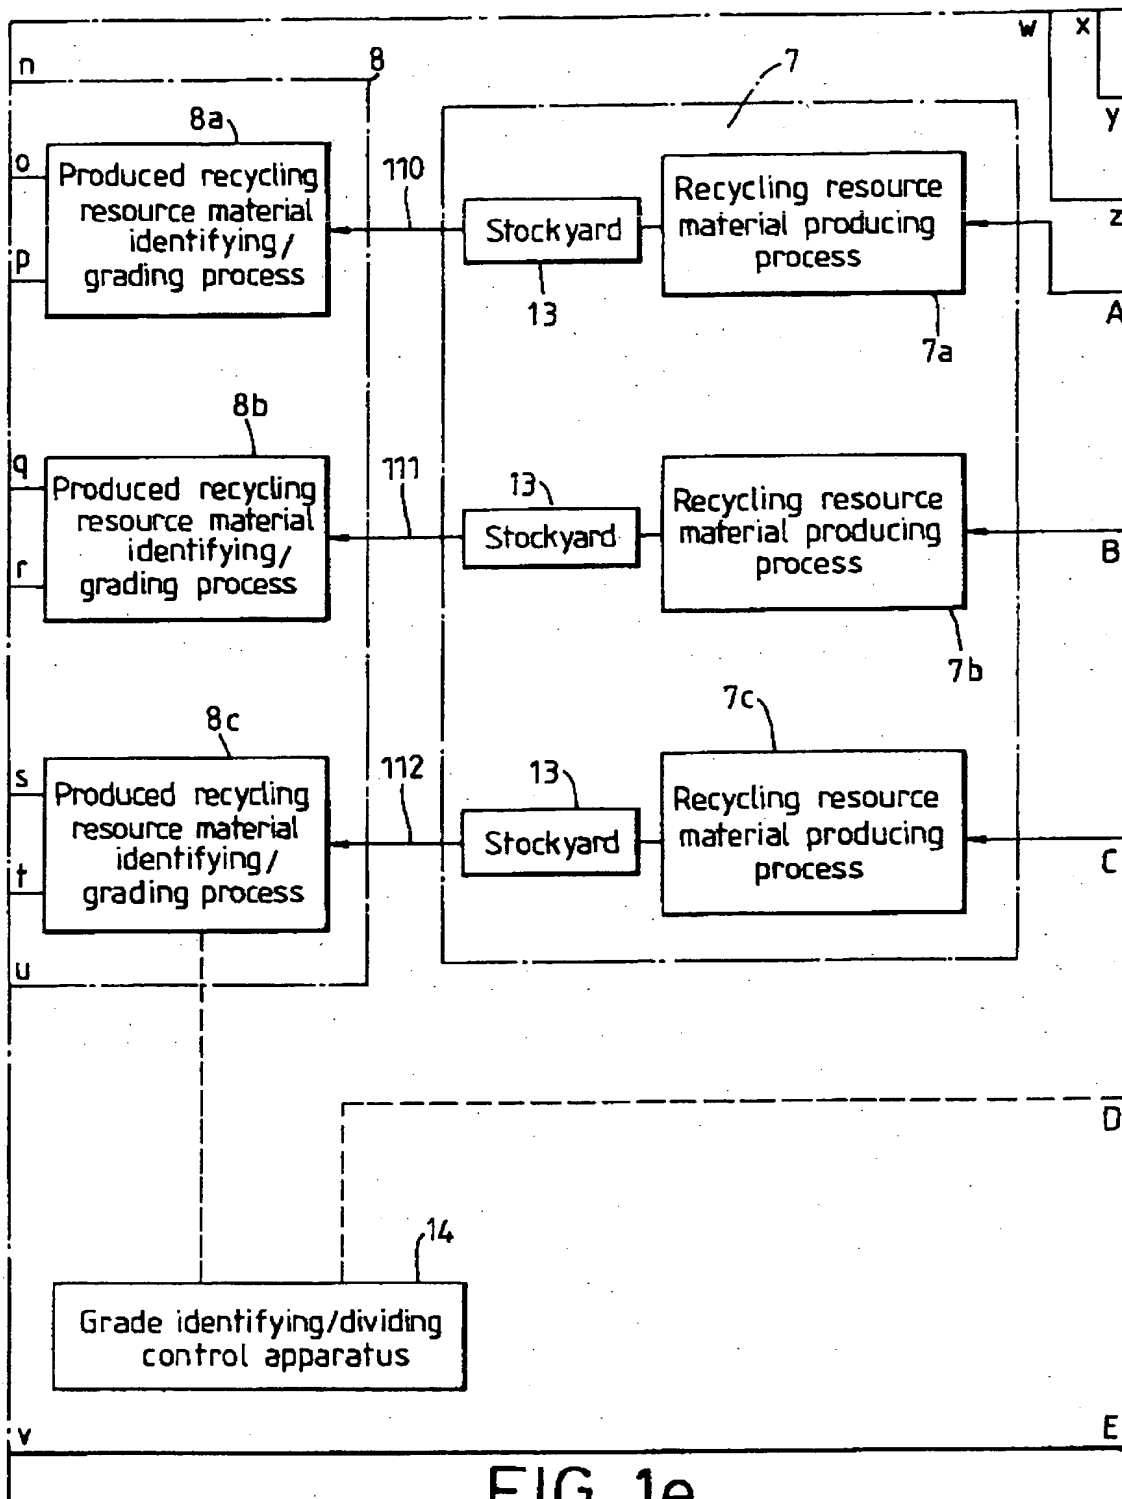 w x
n 8 7
y
8a
o Produced recycling
resource material
identifying/
grading process
p
110
Stockyard
13
Recycling resource
material producing
process
7a
z
A
8b
q Produced recycling
resource material
identifying/
grading process
r
111
13
Stockyard
Recycling resource
material producing
process
7b
B
8c
s Produced recycling
resource material
identifying/
grading process
t
112
13
Stockyard
7c
Recycling resource
material producing
process
C
u
D
14
Grade identifying/dividing
control apparatus
v E
FIG. 1e